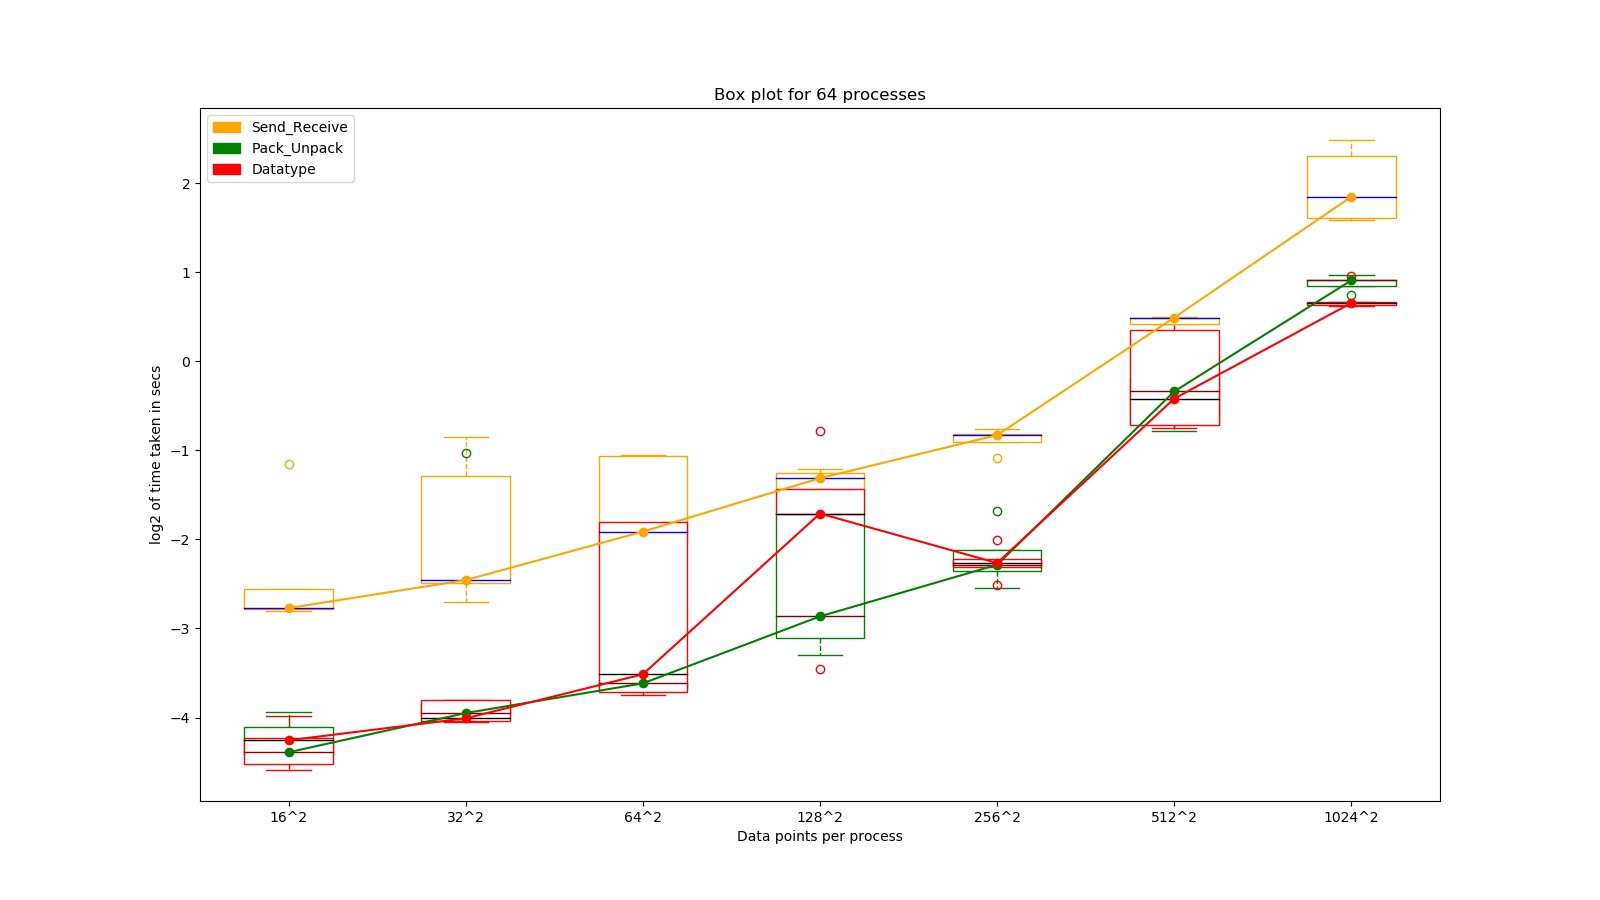 Box plot for 64 processes
Send_Receive
Pack_Unpack
Datatype
log2 of time taken in secs
2
1
0
−1
−2
−3
−4
16^2 32^2 64^2 128^2 256^2 512^2 1024^2
Data points per process